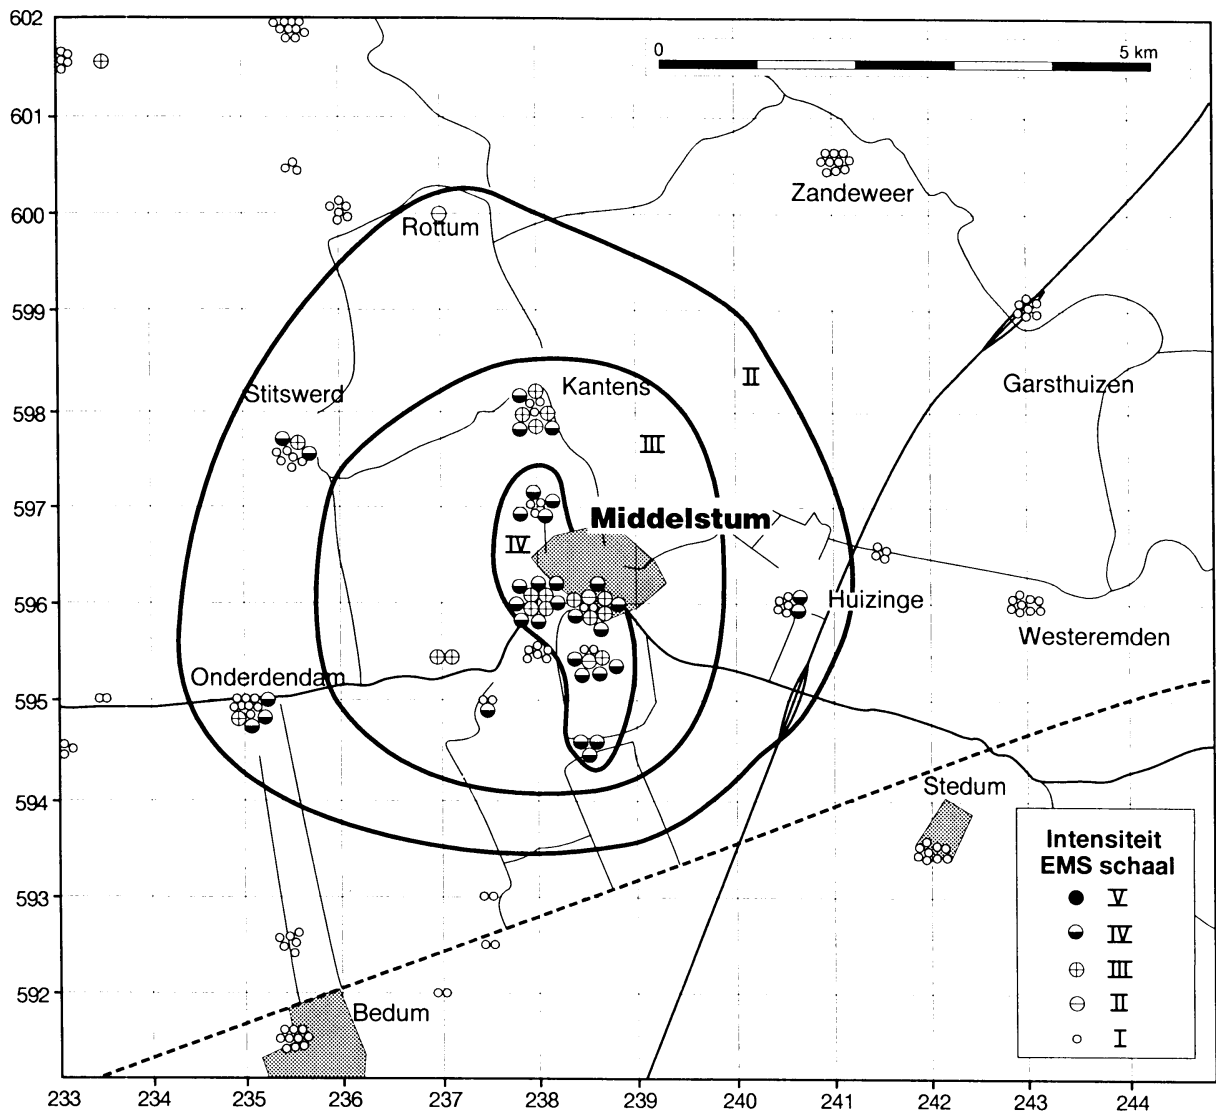 602
601
600
599
598
597
596
595
594
593
592
0 5 km
Zandeweer
Rottum
Garsthuizen
Stitswerd
Kantens
II
III
IV
Middelstum
Huizinge
Westeremden
Onderdendam
Stedum
Bedum
Intensiteit
EMS schaal
V
IV
III
II
I
233 234 235 236 237 238 239 240 241 242 243 244